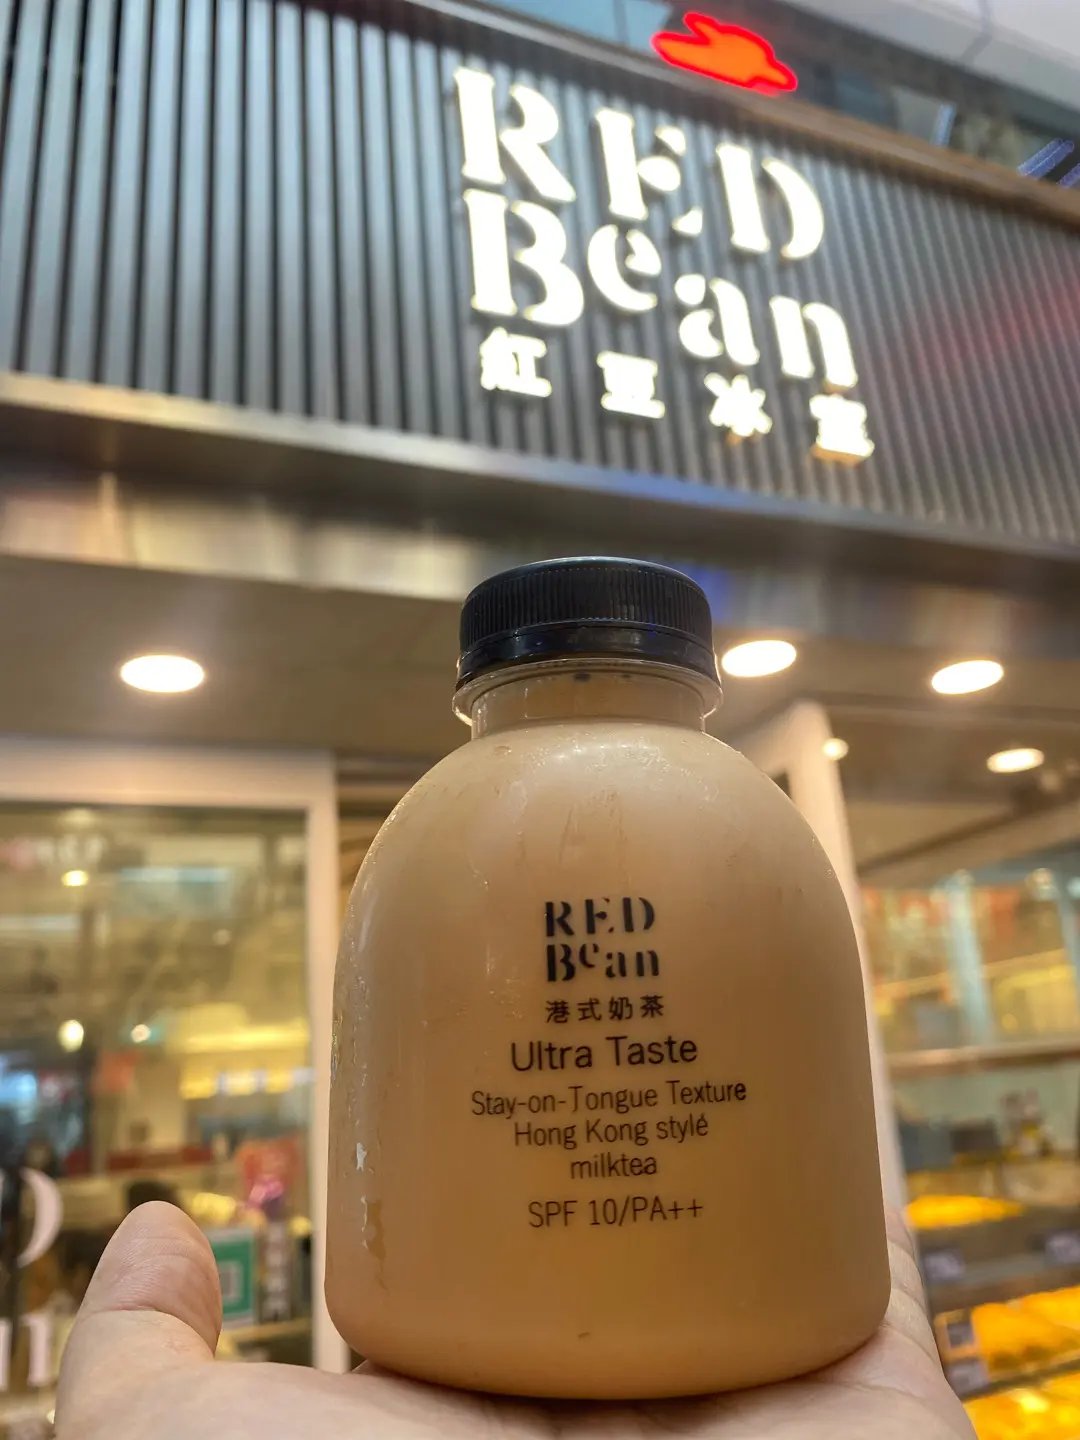 RED
Bean
紅豆冰室
RED
Bean
港式奶茶
Ultra Taste
Stay-on-Tongue Texture
Hong Kong style
milktea
SPF 10/PA++